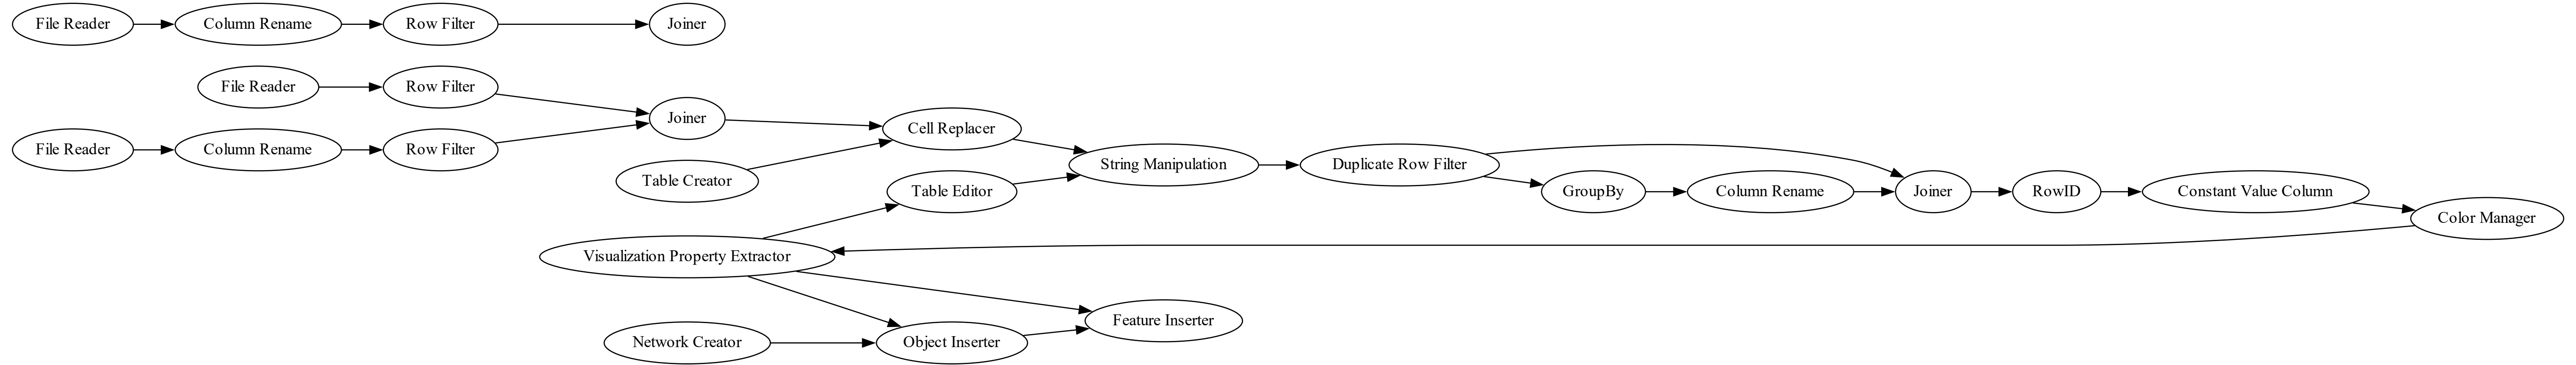 File Reader
Column Rename
Row Filter
Joiner
File Reader
Row Filter
Joiner
File Reader
Column Rename
Row Filter
Cell Replacer
Table Creator
String Manipulation
Duplicate Row Filter
Table Editor
GroupBy
Column Rename
Joiner
RowID
Constant Value Column
Color Manager
Visualization Property Extractor
Feature Inserter
Network Creator
Object Inserter